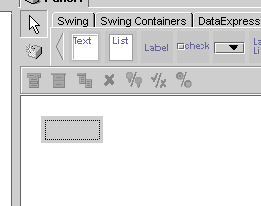 Swing Swing Containers DataExpress
Text List Label check